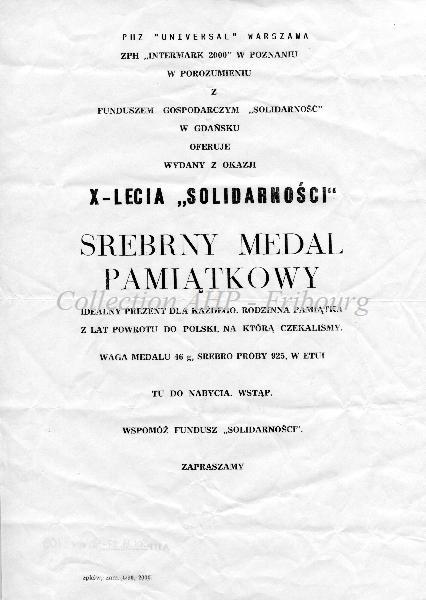 PHZ "UNIVERSAL" WARSZAWA
ZPH „INTERMARK 2000" W POZNANIU
W POROZUMIENIU
Z
FUNDUSZEM GOSPODARCZYM „SOLIDARNOŚĆ"
W GDAŃSKU
OFERUJE
WYDANY Z OKAZJI
X-LECIA „SOLIDARNOŚCI"
SREBRNY MEDAL
PAMIĄTKOWY
Collection AHP - Fribourg
IDEALNY PREZENT DLA KAŻDEGO. RODZINNA PAMIĄTKA
Z LAT POWROTU DO POLSKI, NA KTÓRĄ CZEKALIŚMY.
WAGA MEDALU 16 g, SREBRO PRÓBY 925, W ETUI
TU DO NABYCIA. WSTĄP.
WSPOMÓŻ FUNDUSZ „SOLIDARNOŚCI".
ZAPRASZAMY